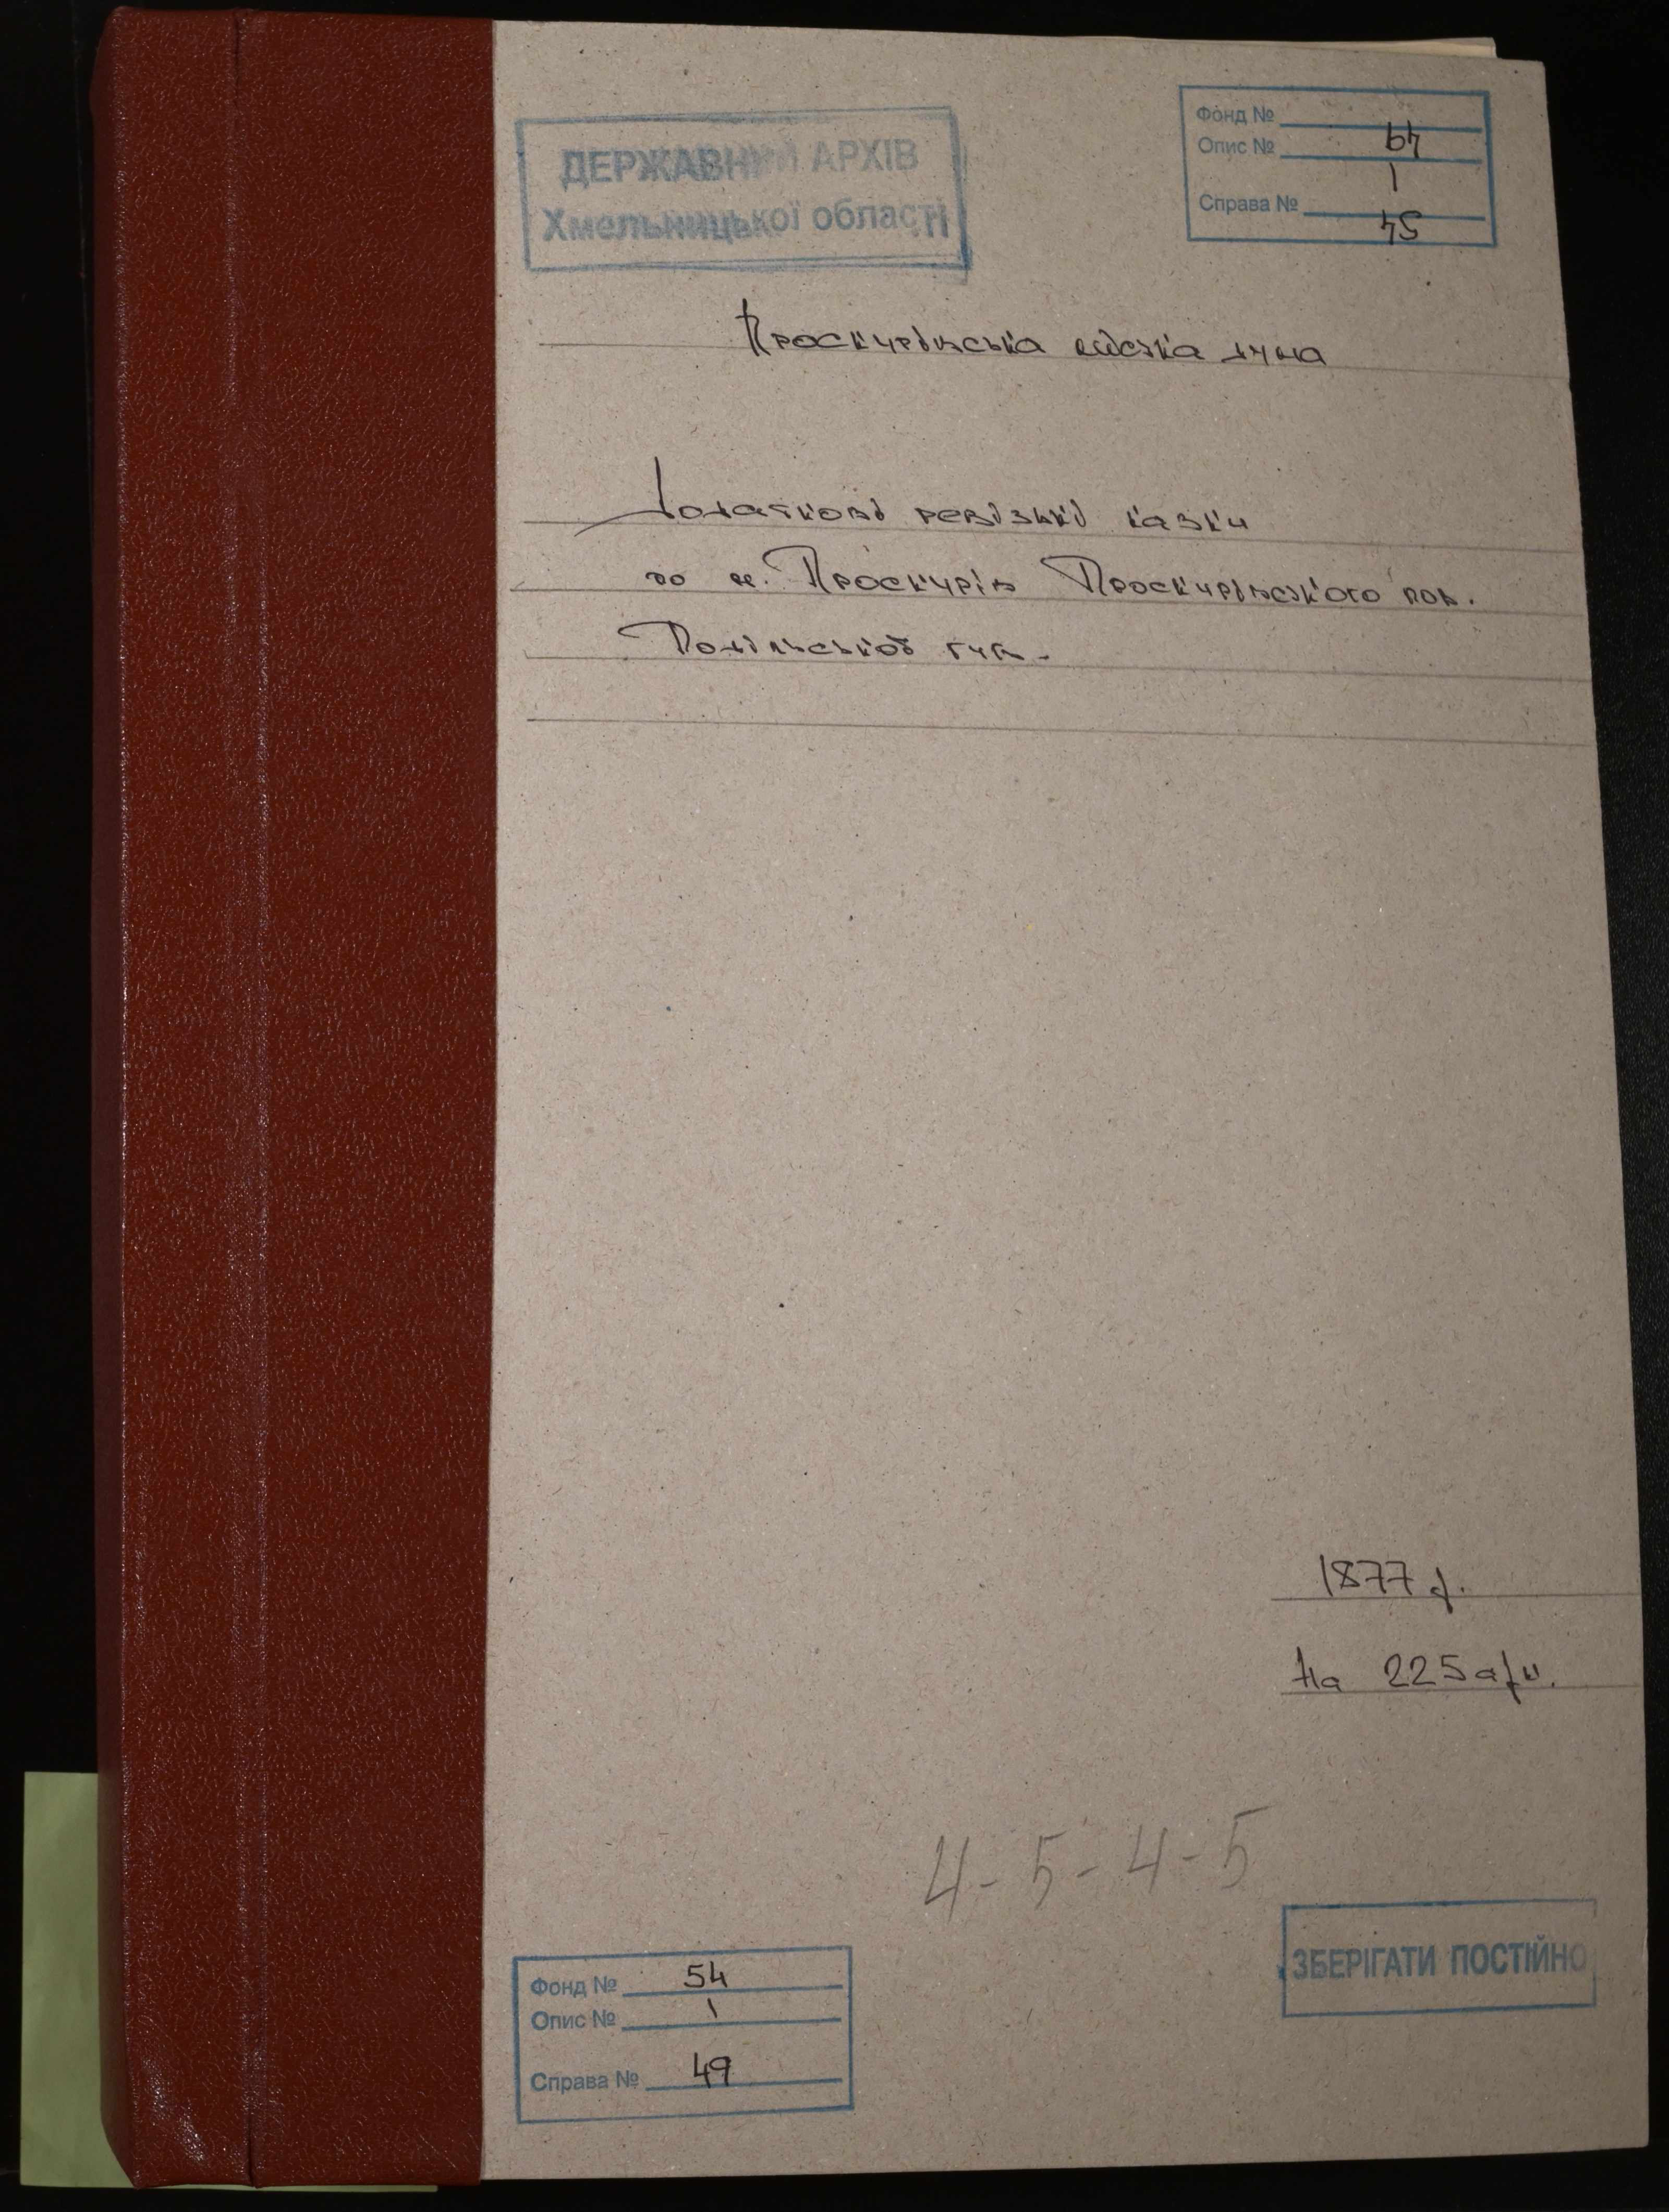 ДЕРЖАВНИЙ АРХІВ
Хмельницької області
Фонд №
Опис № 49
1
Справа № 54
Проскурівська міська дума
Додаткові ревізькі казки
по м. Проскурів Проскурівського пов.
Подільської губ.
1877 р.
На 225 арк.
4-5-4-5
ЗБЕРІГАТИ ПОСТІЙНО
Фонд № 54
Опис № 1
Справа № 49